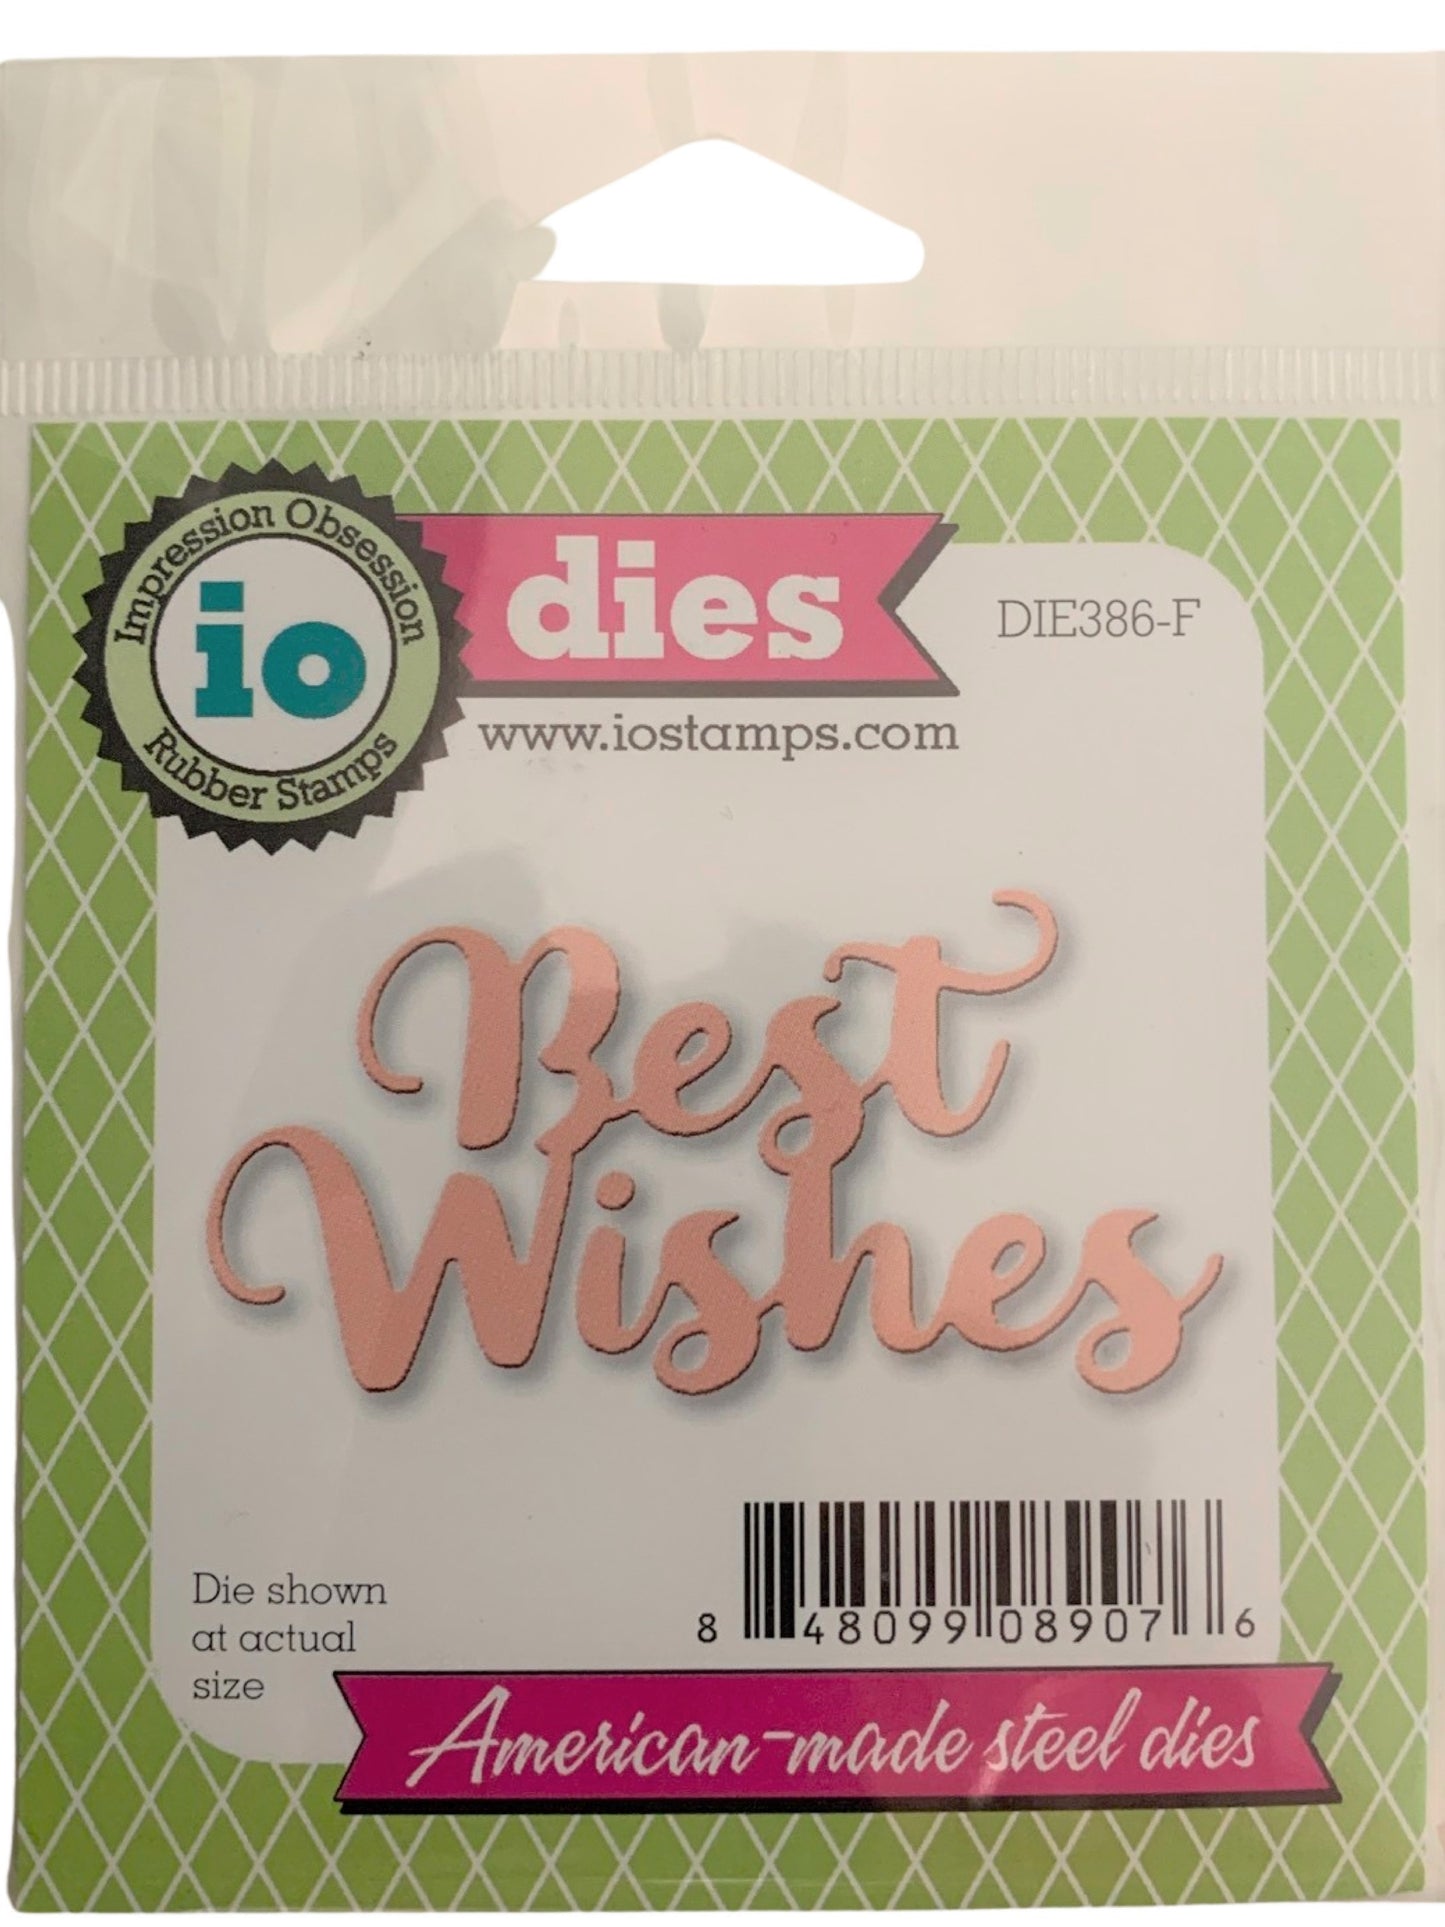 Impression Obsession
io
Rubber Stamps
dies
DIE386-F
www.iostamps.com
Best
Wishes
Die shown
at actual
size
8 48099 08907 6
American-made steel dies